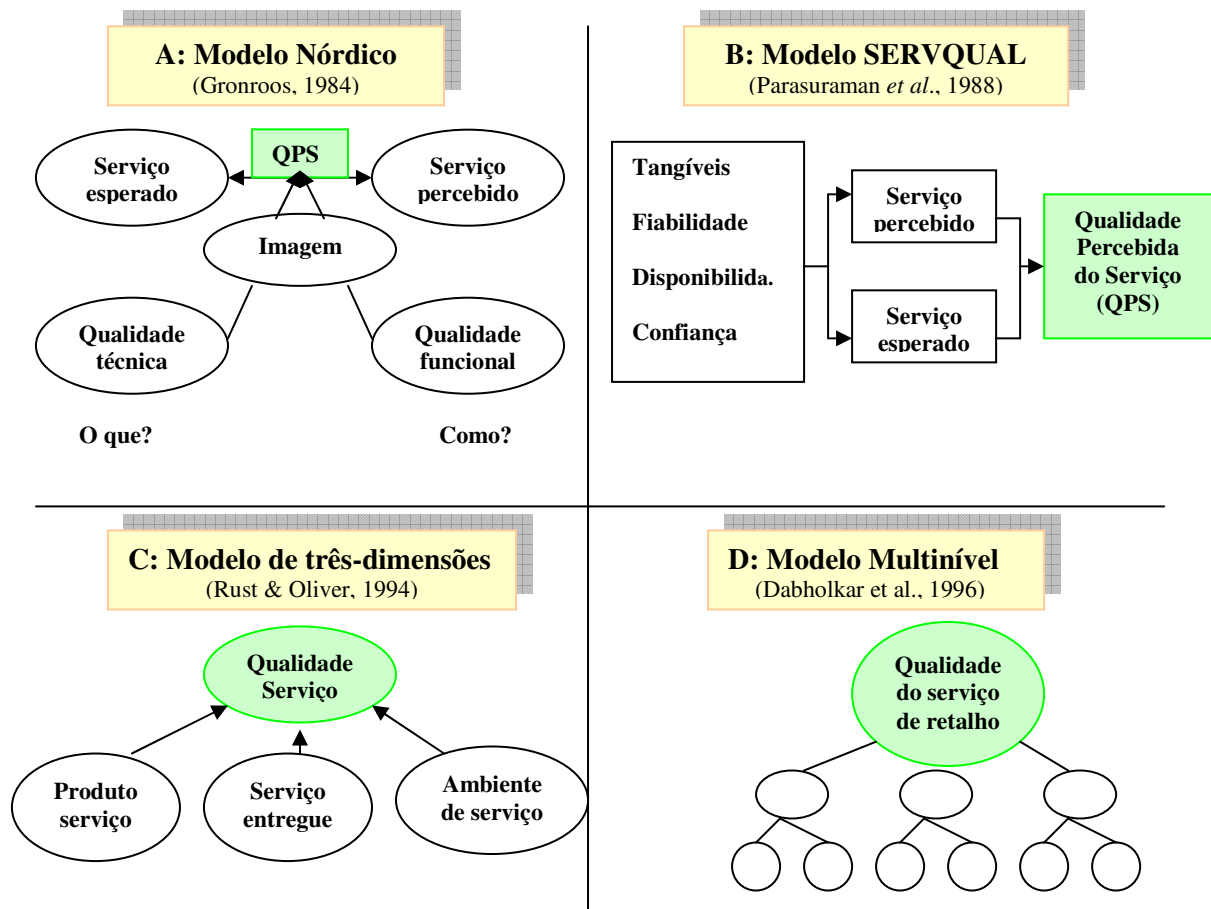 A: Modelo Nórdico
(Gronroos, 1984)
Serviço
esperado
QPS
Serviço
percebido
Imagem
Qualidade
técnica
Qualidade
funcional
O que?
Como?
B: Modelo SERVQUAL
(Parasuraman et al., 1988)
Tangíveis
Fiabilidade
Disponibilida.
Confiança
Serviço
percebido
Serviço
esperado
Qualidade
Percebida
do Serviço
(QPS)
C: Modelo de três-dimensões
(Rust & Oliver, 1994)
Qualidade
Serviço
Produto
serviço
Serviço
entregue
Ambiente
de serviço
D: Modelo Multinível
(Dabholkar et al., 1996)
Qualidade
do serviço
de retalho